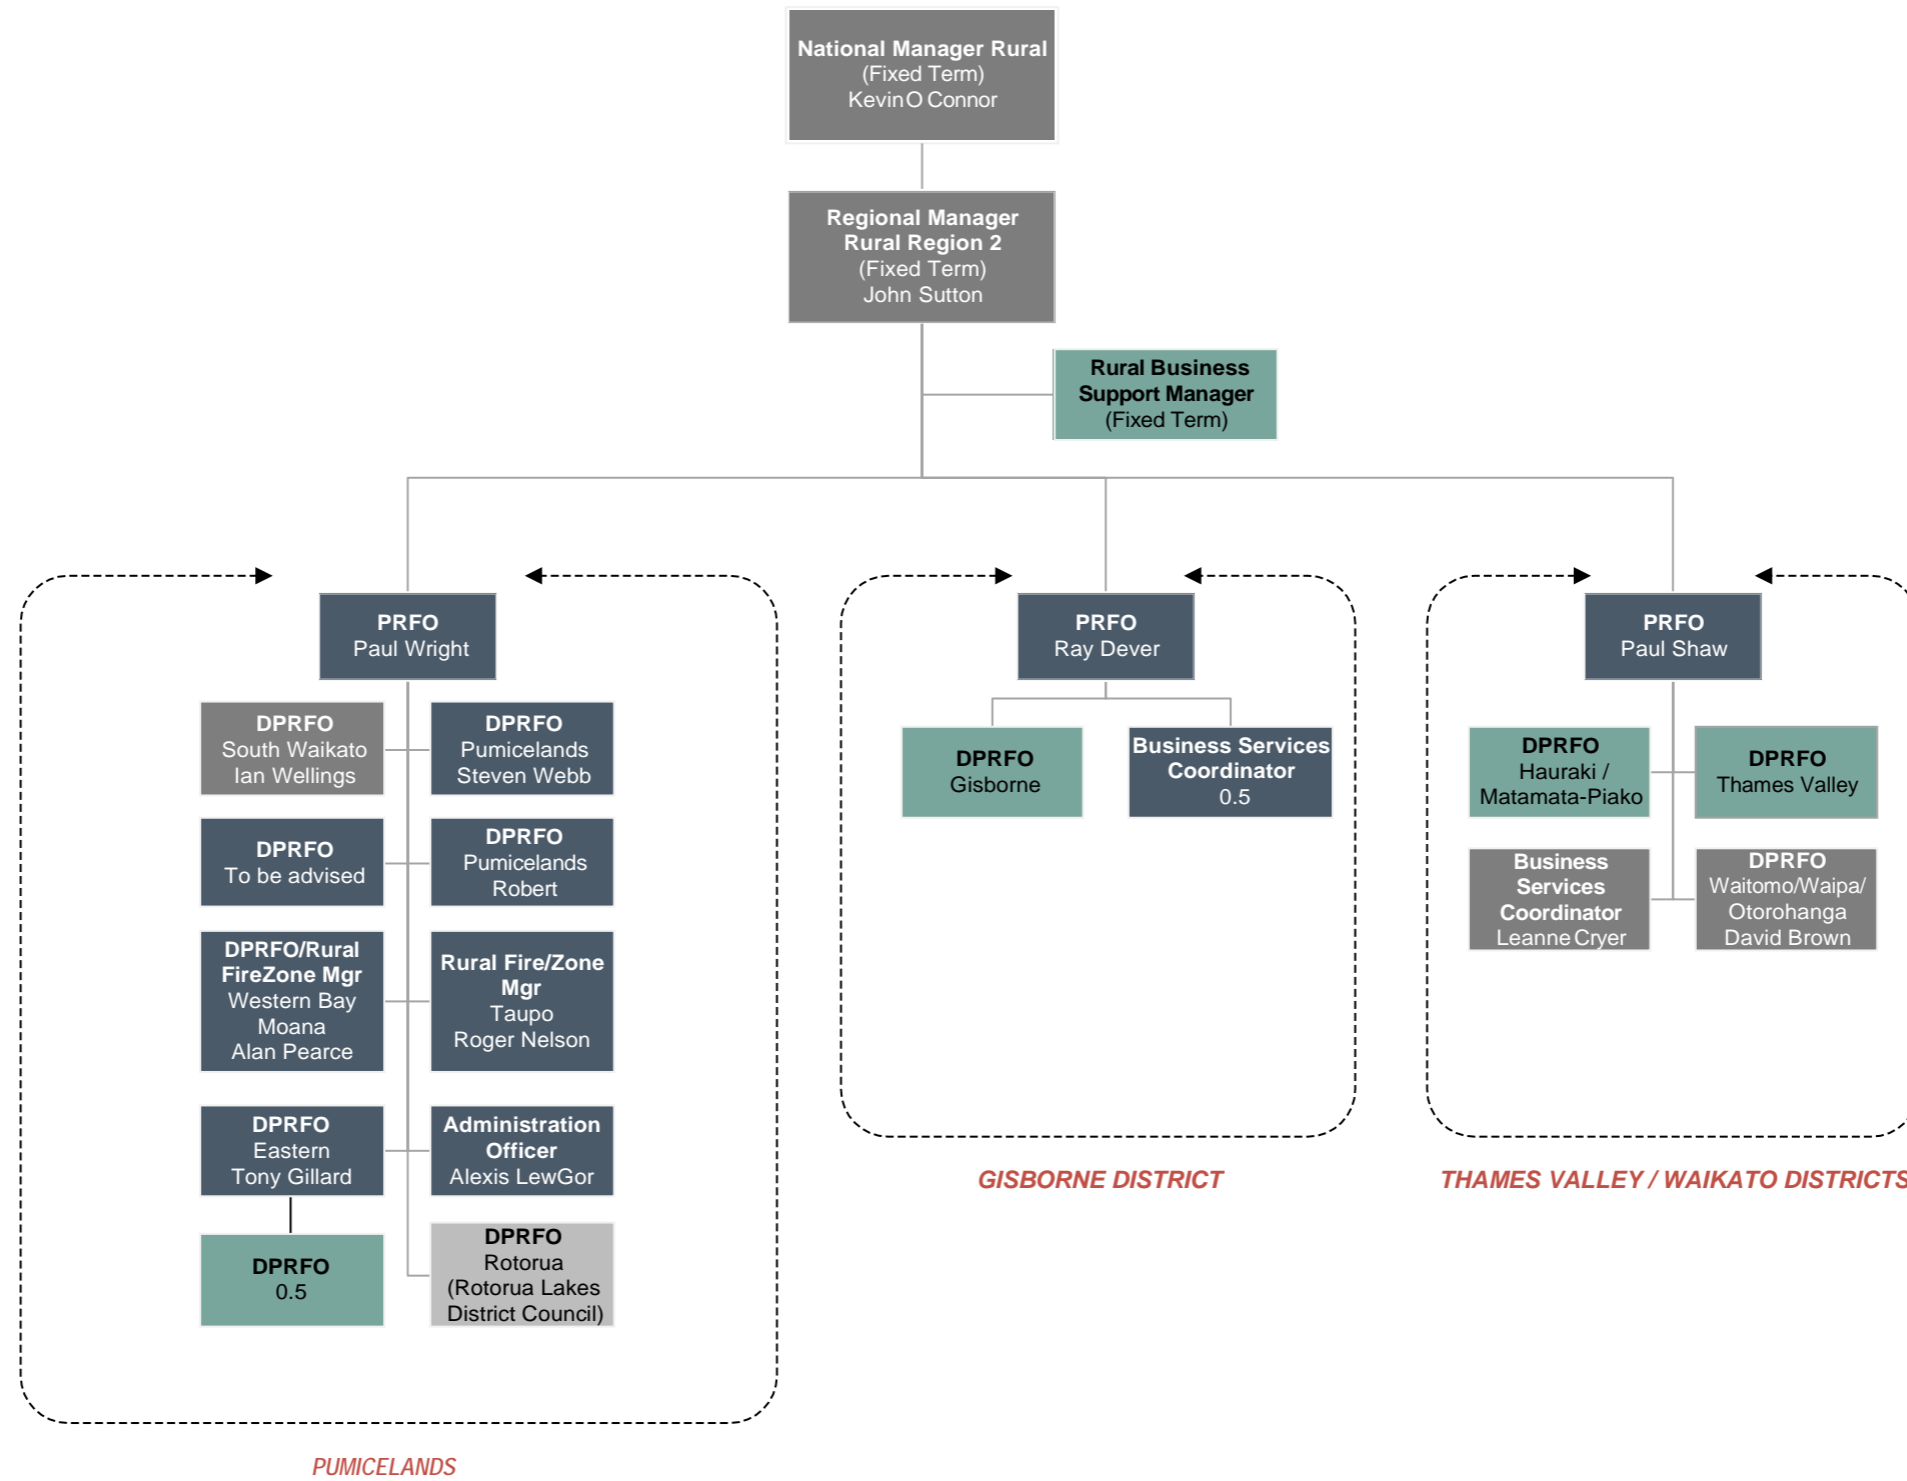 National Manager Rural
(Fixed Term)
Kevin O Connor
Regional Manager
Rural Region 2
(Fixed Term)
John Sutton
Rural Business
Support Manager
(Fixed Term)
PRFO
Paul Wright
DPRFO
South Waikato
Ian Wellings
DPRFO
Pumicelands
Steven Webb
DPRFO
To be advised
DPRFO
Pumicelands
Robert
DPRFO/Rural
FireZone Mgr
Western Bay
Moana
Alan Pearce
Rural Fire/Zone
Mgr
Taupo
Roger Nelson
DPRFO
Eastern
Tony Gillard
Administration
Officer
Alexis LewGor
DPRFO
0.5
DPRFO
Rotorua
(Rotorua Lakes
District Council)
PUMICELANDS
PRFO
Ray Dever
DPRFO
Gisborne
Business Services
Coordinator
0.5
GISBORNE DISTRICT
PRFO
Paul Shaw
DPRFO
Hauraki /
Matamata-Piako
DPRFO
Thames Valley
Business
Services
Coordinator
Leanne Cryer
DPRFO
Waitomo/Waipa/
Otorohanga
David Brown
THAMES VALLEY / WAIKATO DISTRICTS